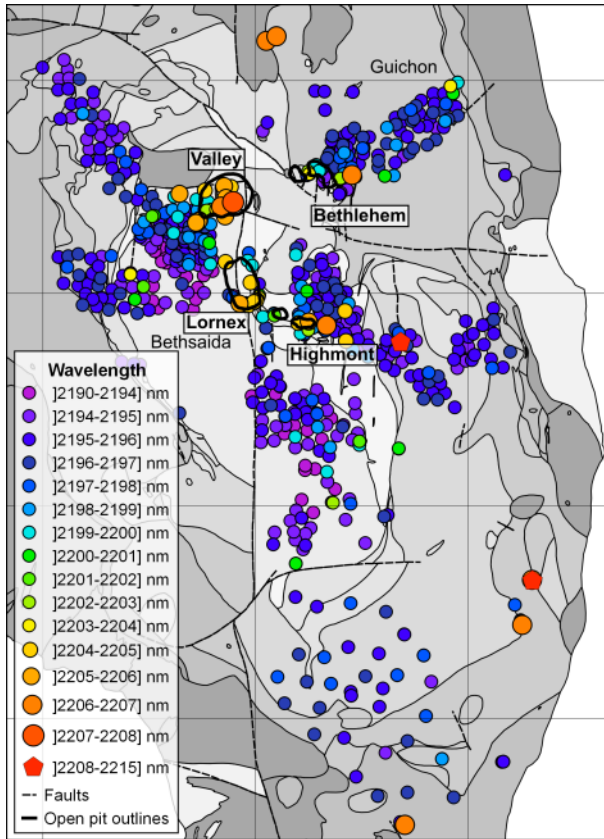 Guichon
Valley
Bethlehem
Lornex
Bethsaida
Highmont
Wavelength
]2190-2194] nm
]2194-2195] nm
]2195-2196] nm
]2196-2197] nm
]2197-2198] nm
]2198-2199] nm
]2199-2200] nm
]2200-2201] nm
]2201-2202] nm
]2202-2203] nm
]2203-2204] nm
]2204-2205] nm
]2205-2206] nm
]2206-2207] nm
]2207-2208] nm
]2208-2215] nm
Faults
Open pit outlines